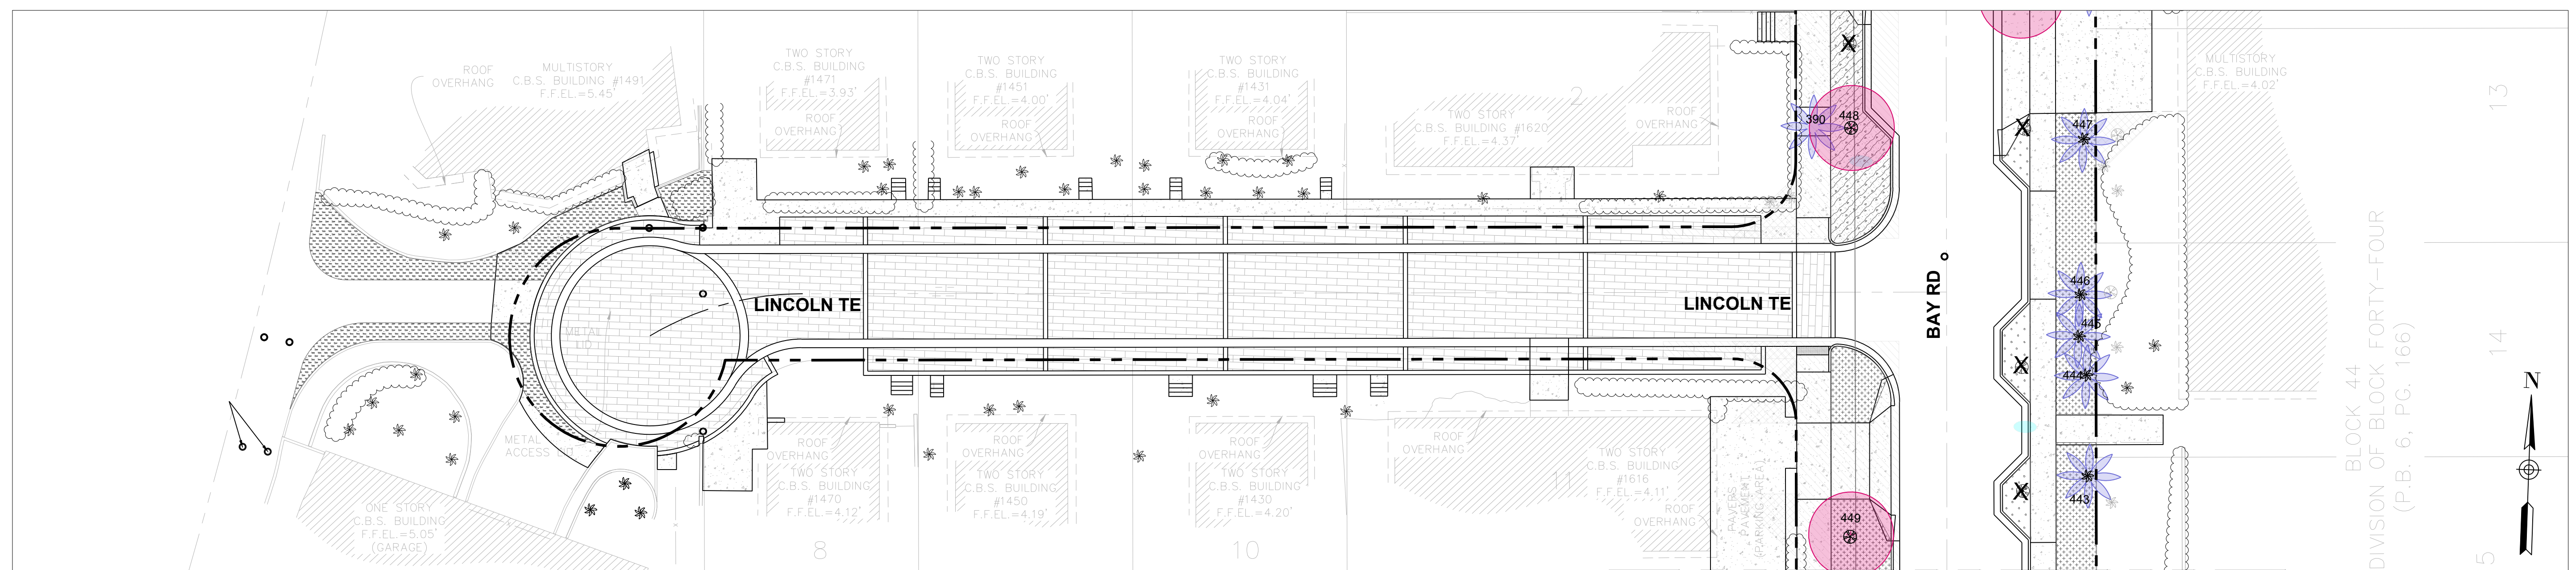 ROOF
OVERHANG
MULTISTORY
C.B.S. BUILDING #1491
F.F.EL.=5.45'
TWO STORY
C.B.S. BUILDING
#1471
F.F.EL.=3.93'
ROOF
OVERHANG
TWO STORY
C.B.S. BUILDING
#1451
F.F.EL.=4.00'
ROOF
OVERHANG
TWO STORY
C.B.S. BUILDING
#1431
F.F.EL.=4.04'
ROOF
OVERHANG
2
TWO STORY
C.B.S. BUILDING #1620
F.F.EL.=4.37'
ROOF
OVERHANG
390
448
447
MULTISTORY
C.B.S. BUILDING
F.F.EL.=4.02'
13
METAL
LID
LINCOLN TE
LINCOLN TE
BAY RD
446
445
444
443
BLOCK 44
DIVISION OF BLOCK FORTY-FOUR
(P.B. 6, PG. 166)
14
N
METAL
ACCESS LID
ONE STORY
C.B.S. BUILDING
F.F.EL.=5.05'
(GARAGE)
ROOF
OVERHANG
TWO STORY
C.B.S. BUILDING
#1470
F.F.EL.=4.12'
8
ROOF
OVERHANG
TWO STORY
C.B.S. BUILDING
#1450
F.F.EL.=4.19'
ROOF
OVERHANG
TWO STORY
C.B.S. BUILDING
#1430
F.F.EL.=4.20'
10
ROOF
OVERHANG
11
TWO STORY
C.B.S. BUILDING
#1616
F.F.EL.=4.11'
ROOF
OVERHANG
PAVERS
PAVEMENT
(PARKING AREA)
449
5